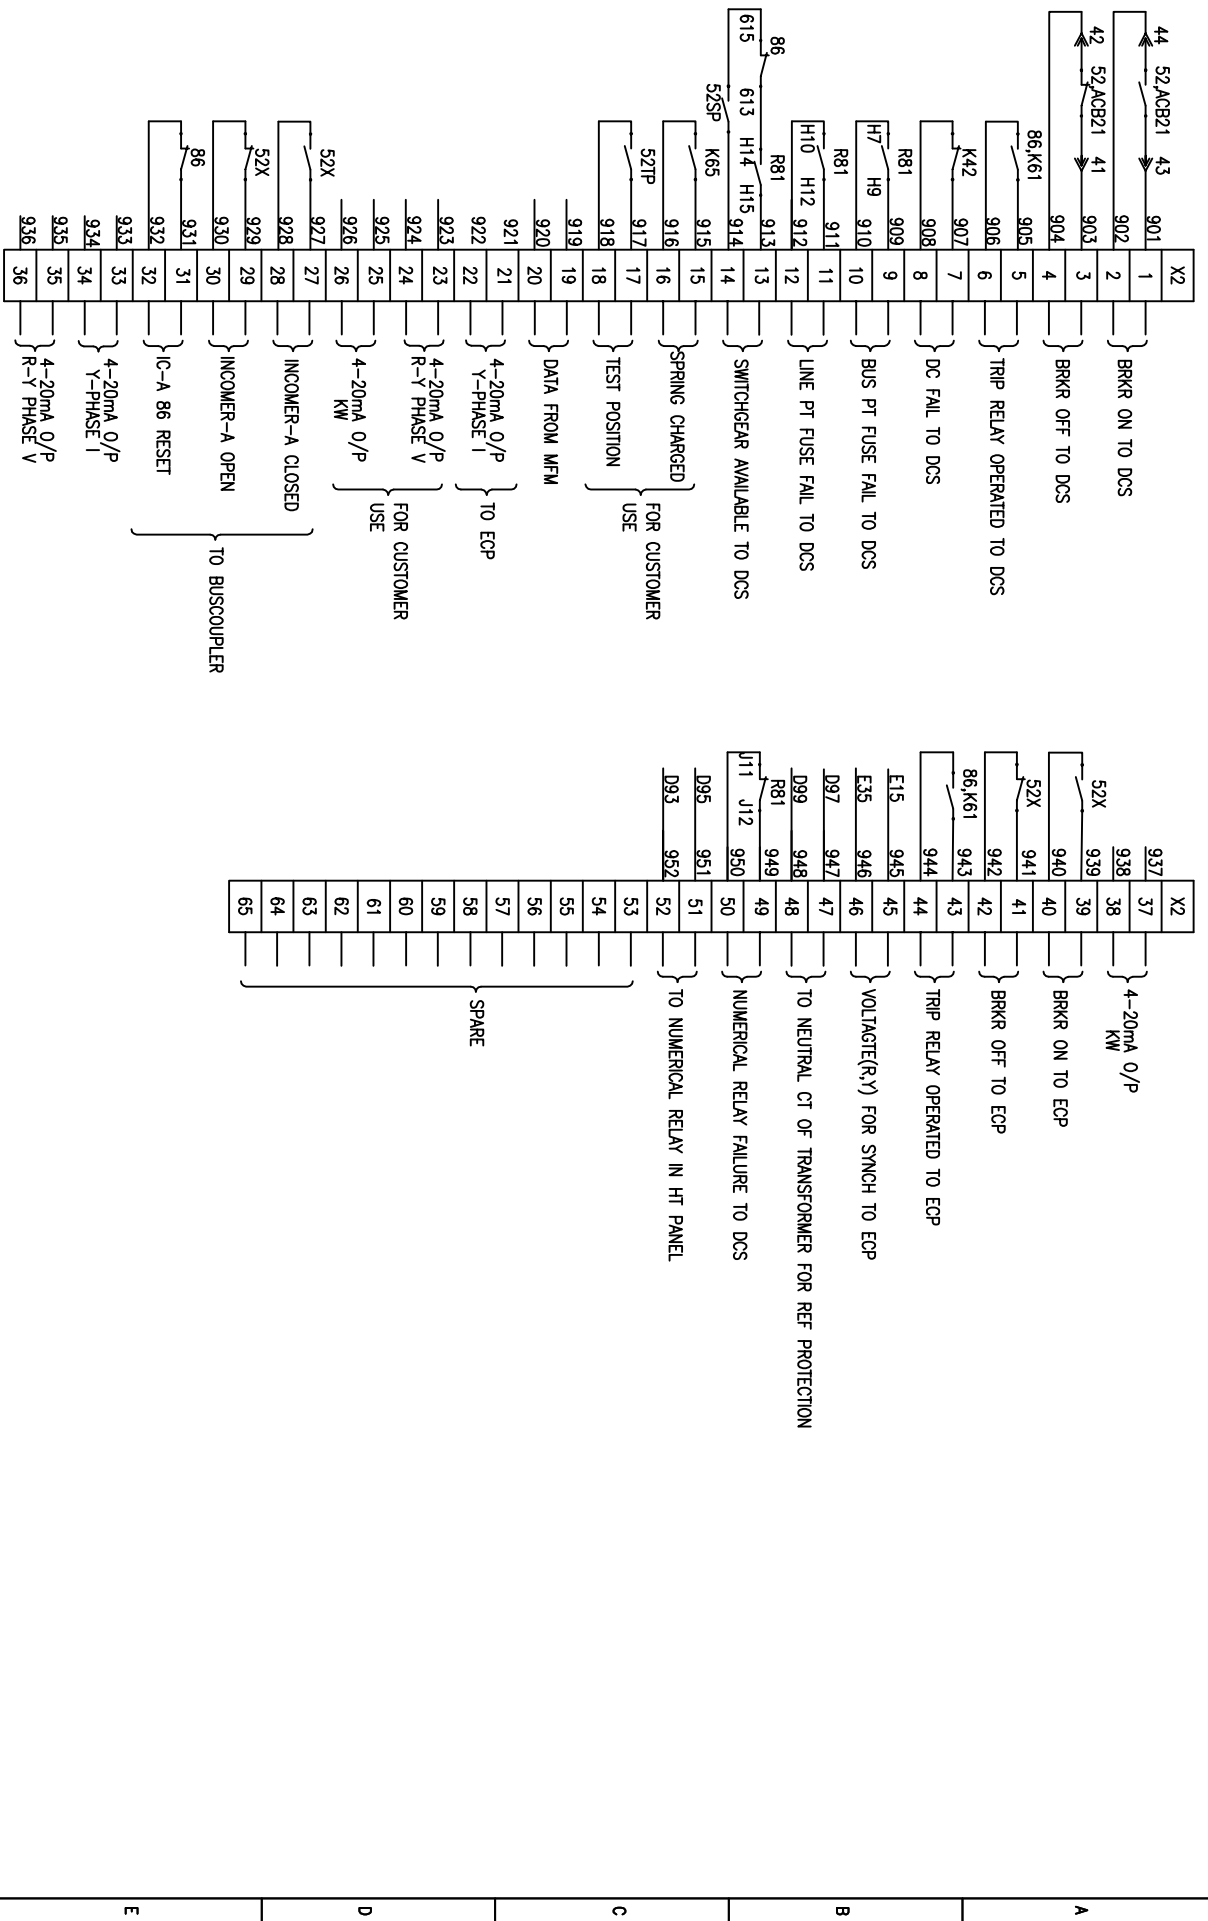 X2
44 52,ACB21 43 901 1
902 2
BRKR ON TO DCS
42 52,ACB21 41 903 3
904 4
BRKR OFF TO DCS
86,K61 905 5
906 6
TRIP RELAY OPERATED TO DCS
K42 907 7
908 8
DC FAIL TO DCS
R81
H7 H9 909 9
910 10
BUS PT FUSE FAIL TO DCS
R81
H10 H12 911 11
912 12
LINE PT FUSE FAIL TO DCS
86 R81
615 613 H14 H15 913 13
52SP 914 14
SWITCHGEAR AVAILABLE TO DCS
K65 915 15
916 16
SPRING CHARGED
52TP 917 17
918 18
TEST POSITION
FOR CUSTOMER
USE
919 19
920 20
DATA FROM MFM
921 21
922 22
4-20mA O/P
Y-PHASE I
TO ECP
923 23
924 24
4-20mA O/P
R-Y PHASE V
925 25
926 26
4-20mA O/P
KW
FOR CUSTOMER
USE
52X 927 27
928 28
INCOMER-A CLOSED
52X 929 29
930 30
INCOMER-A OPEN
86 931 31
932 32
IC-A 86 RESET
TO BUSCOUPLER
933 33
934 34
4-20mA O/P
Y-PHASE I
935 35
936 36
4-20mA O/P
R-Y PHASE V
X2
937 37
938 38
4-20mA O/P
KW
52X 939 39
940 40
BRKR ON TO ECP
52X 941 41
942 42
BRKR OFF TO ECP
86,K61 943 43
944 44
TRIP RELAY OPERATED TO ECP
E15 945 45
E35 946 46
VOLTAGTE(R,Y) FOR SYNCH TO ECP
D97 947 47
D99 948 48
TO NEUTRAL CT OF TRANSFORMER FOR REF PROTECTION
R81 949 49
J11 J12 950 50
NUMERICAL RELAY FAILURE TO DCS
D95 951 51
D93 952 52
TO NUMERICAL RELAY IN HT PANEL
53
54
55
56
57
58
59
60
61
62
63
64
65
SPARE
A
B
C
D
E